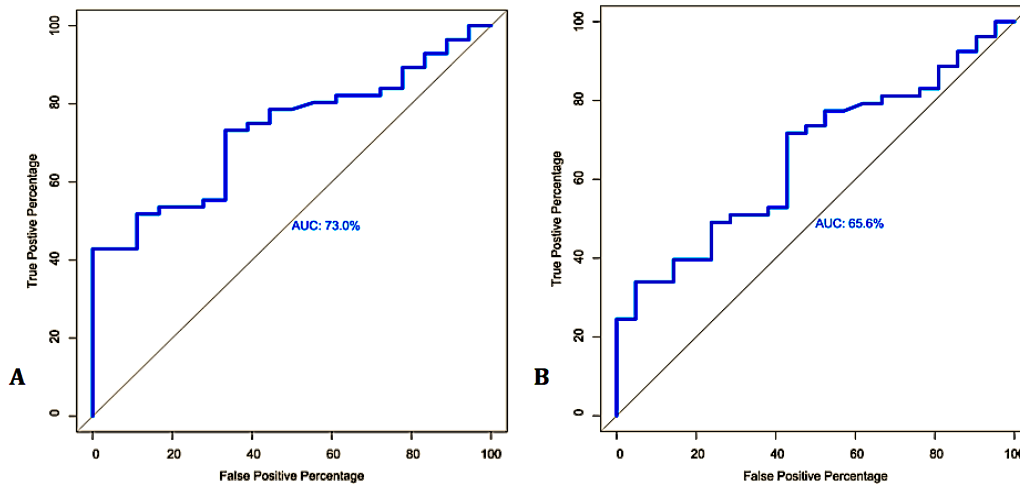 A
True Postive Percentage
0
20
40
60
80
100
AUC: 73.0%
0 20 40 60 80 100
False Positive Percentage
B
True Postive Percentage
0
20
40
60
80
100
AUC: 65.6%
0 20 40 60 80 100
False Positive Percentage